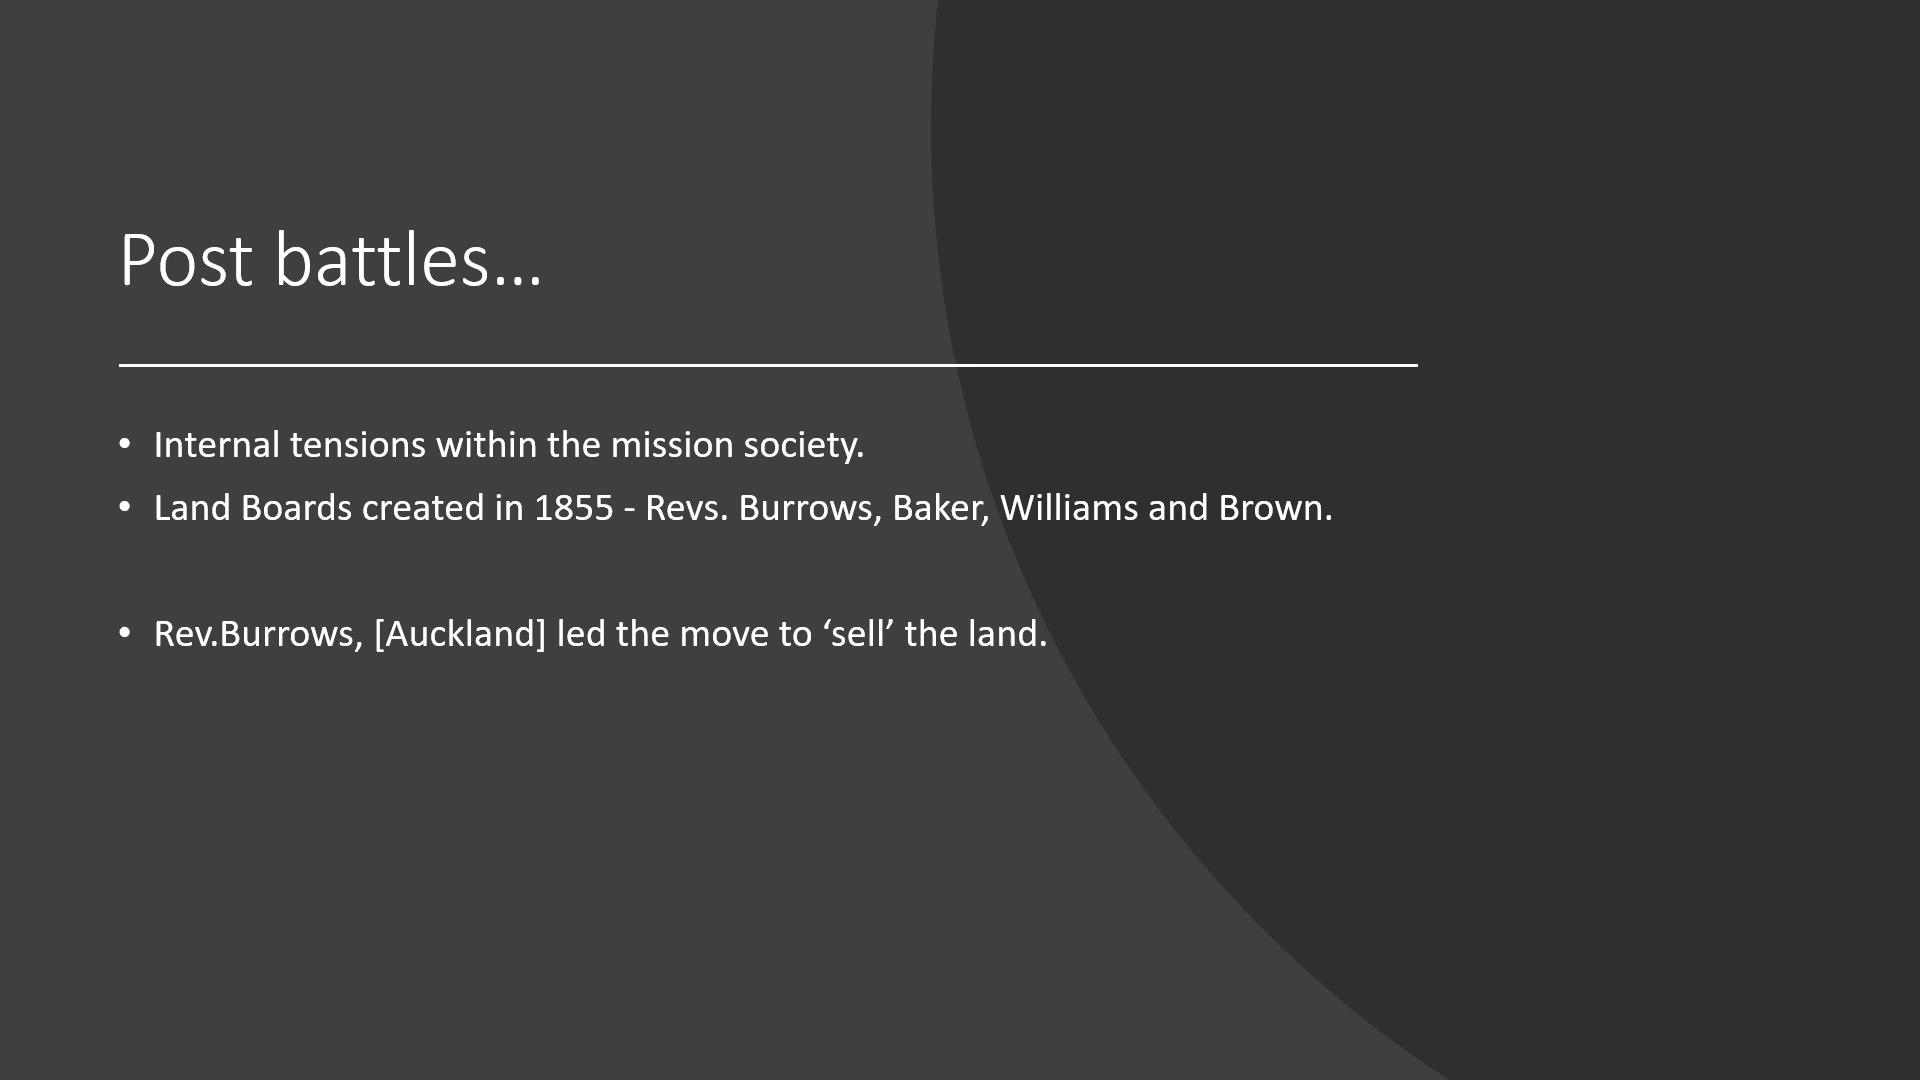 Post battles…
• Internal tensions within the mission society.
• Land Boards created in 1855 - Revs. Burrows, Baker, Williams and Brown.
• Rev.Burrows, [Auckland] led the move to ‘sell’ the land.